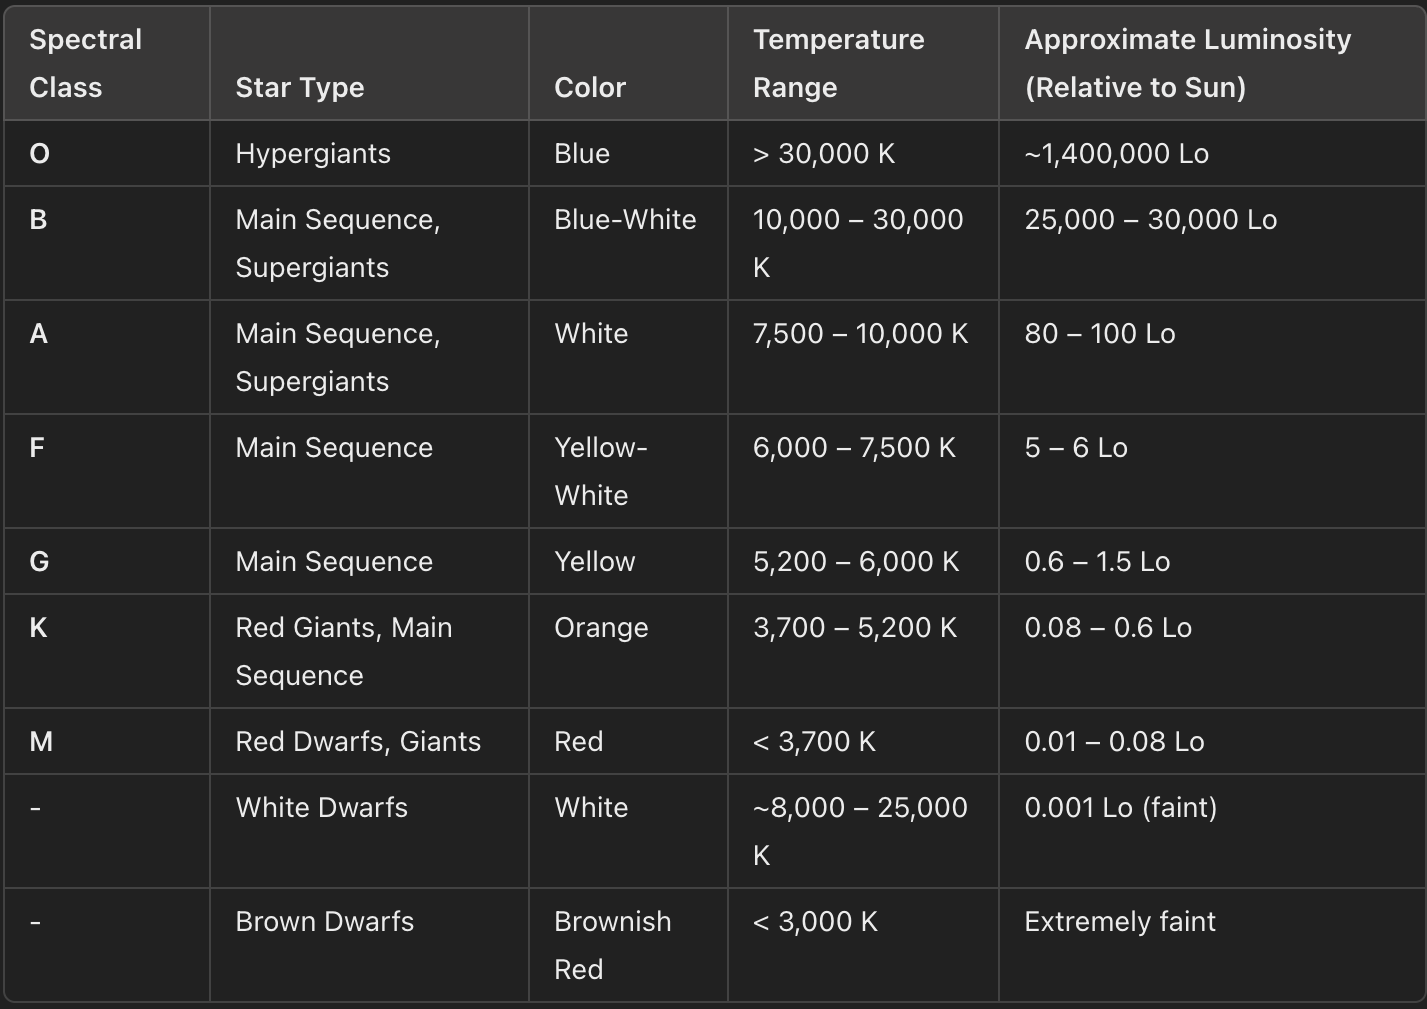 Spectral
Class
Star Type
Color
Temperature
Range
Approximate Luminosity
(Relative to Sun)
O
Hypergiants
Blue
> 30,000 K
~1,400,000 Lo
B
Main Sequence,
Supergiants
Blue-White
10,000 – 30,000
K
25,000 – 30,000 Lo
A
Main Sequence,
Supergiants
White
7,500 – 10,000 K
80 – 100 Lo
F
Main Sequence
Yellow-
White
6,000 – 7,500 K
5 – 6 Lo
G
Main Sequence
Yellow
5,200 – 6,000 K
0.6 – 1.5 Lo
K
Red Giants, Main
Sequence
Orange
3,700 – 5,200 K
0.08 – 0.6 Lo
M
Red Dwarfs, Giants
Red
< 3,700 K
0.01 – 0.08 Lo
-
White Dwarfs
White
~8,000 – 25,000
K
0.001 Lo (faint)
-
Brown Dwarfs
Brownish
Red
< 3,000 K
Extremely faint